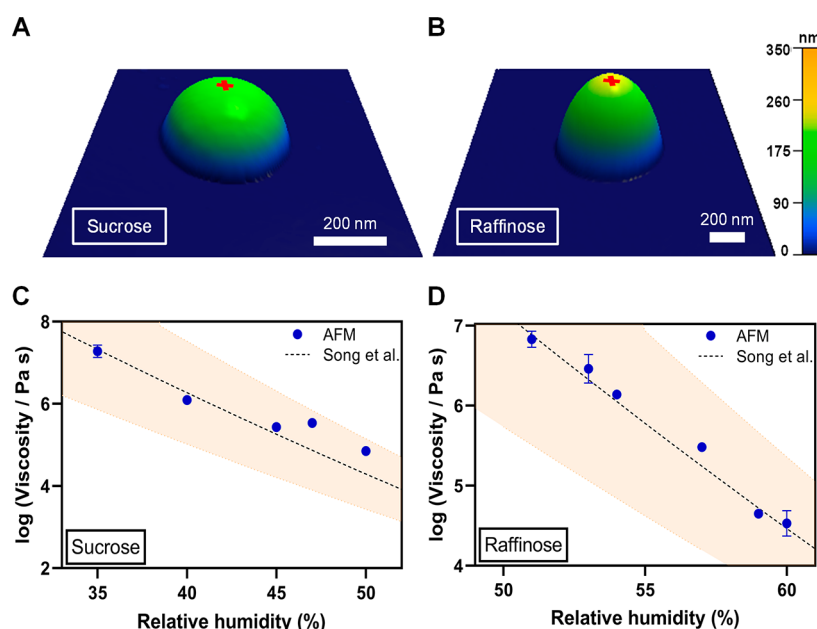 A
B
nm
350
260
175
90
0
Sucrose
200 nm
Raffinose
200 nm
C
log (Viscosity / Pa s)
8
6
4
2
AFM
Song et al.
Sucrose
35
40
45
50
Relative humidity (%)
D
log (Viscosity / Pa s)
7
6
5
4
AFM
Song et al.
Raffinose
50
55
60
Relative humidity (%)